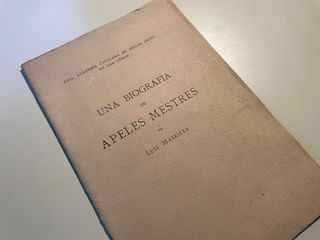 REAL ACADEMIA CATALANA DE BELLAS ARTES
DE SAN JORGE
UNA BIOGRAFIA
DE
APELES MESTRES
POR
LUIS MASRIERA